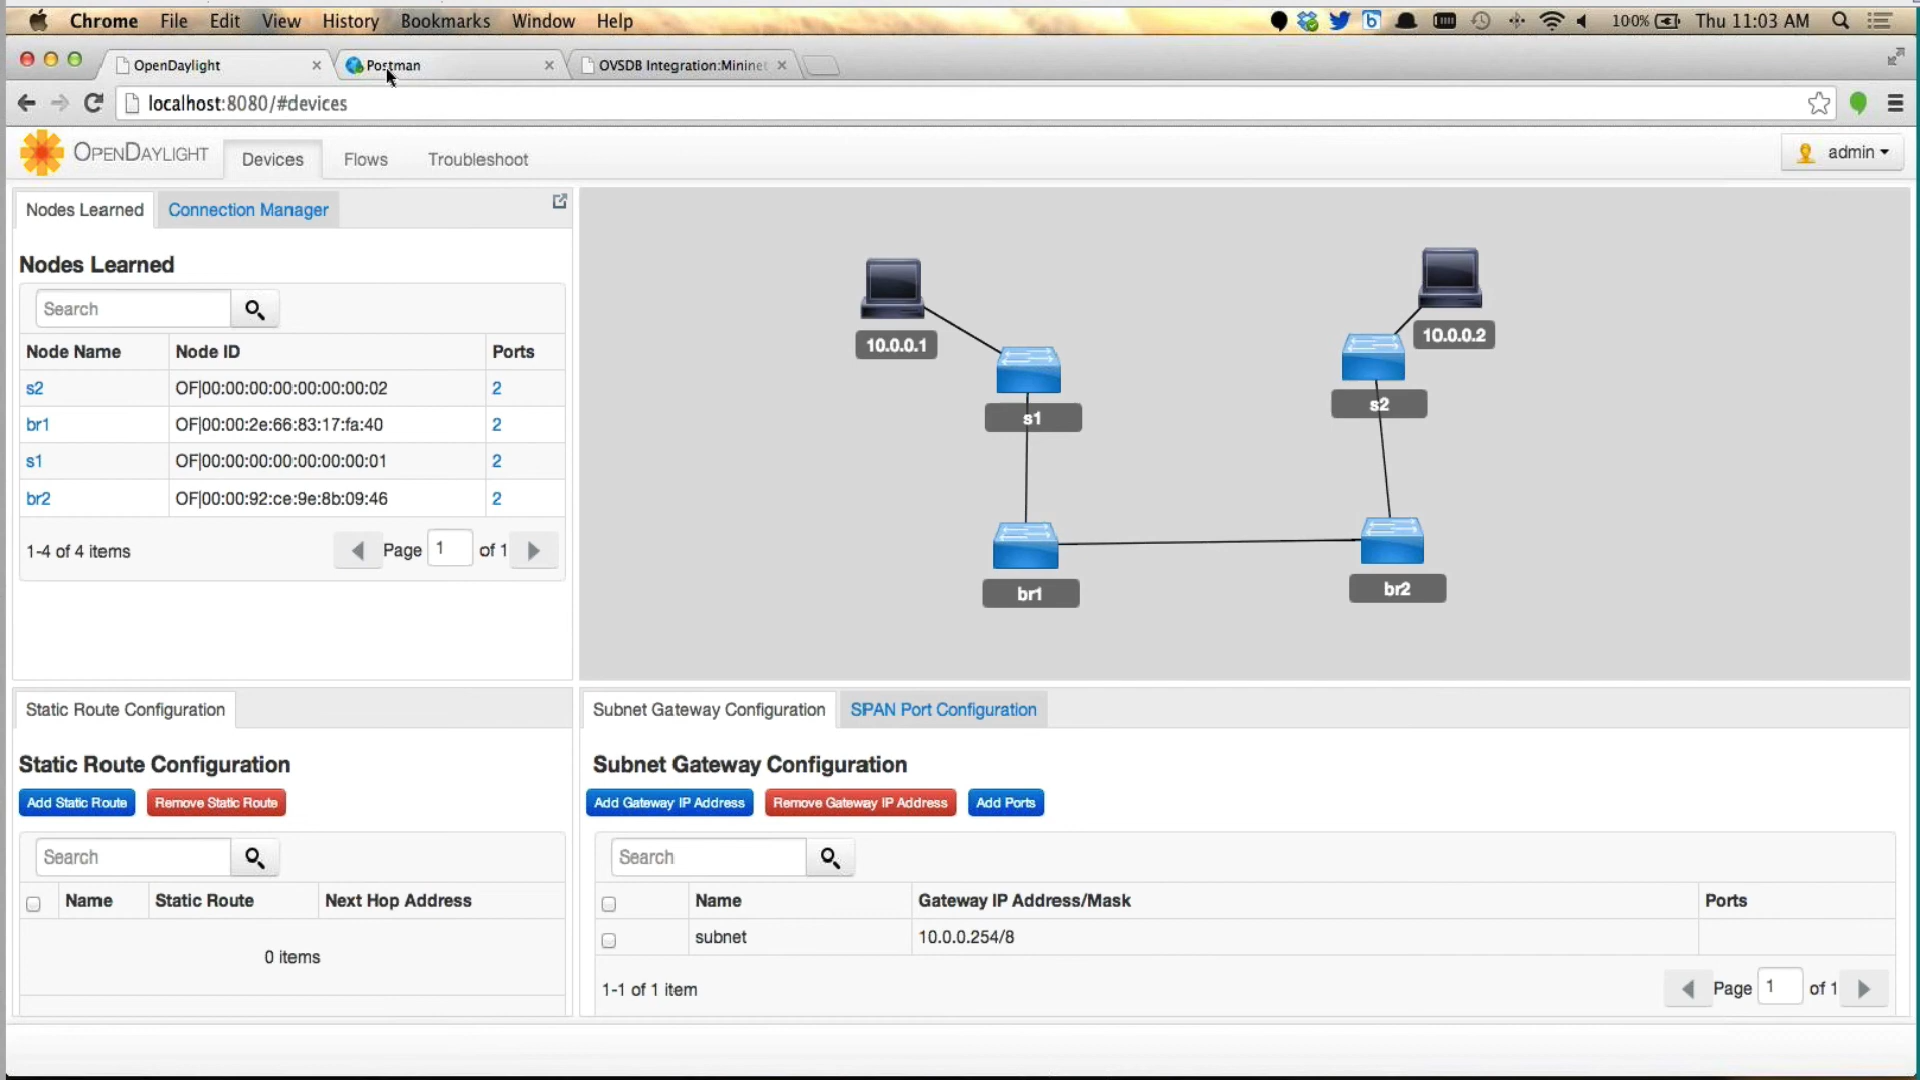 Chrome File Edit View History Bookmarks Window Help 100% Thu 11:03 AM
OpenDaylight Postman OVSDB Integration:Mininet
localhost:8080/#devices
OPENDAYLIGHT Devices Flows Troubleshoot admin
Nodes Learned Connection Manager
Nodes Learned
Search
Node Name Node ID Ports
s2 OF|00:00:00:00:00:00:00:02 2
br1 OF|00:00:2e:66:83:17:fa:40 2
s1 OF|00:00:00:00:00:00:00:01 2
br2 OF|00:00:92:ce:9e:8b:09:46 2
1-4 of 4 items Page 1 of 1
10.0.0.1
10.0.0.2
s1
s2
br1
br2
Static Route Configuration
Static Route Configuration
Add Static Route Remove Static Route
Search
Name Static Route Next Hop Address
0 items
Subnet Gateway Configuration SPAN Port Configuration
Subnet Gateway Configuration
Add Gateway IP Address Remove Gateway IP Address Add Ports
Search
Name Gateway IP Address/Mask Ports
subnet 10.0.0.254/8
1-1 of 1 item Page 1 of 1